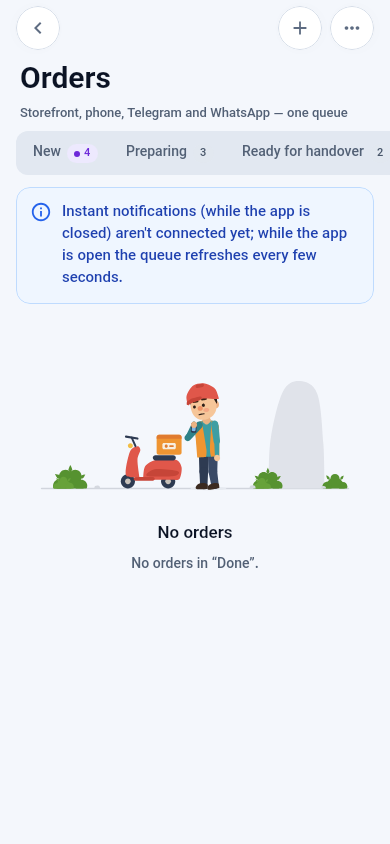 Orders
Storefront, phone, Telegram and WhatsApp — one queue
New 4 Preparing 3 Ready for handover 2
Instant notifications (while the app is
closed) aren't connected yet; while the app
is open the queue refreshes every few
seconds.
No orders
No orders in “Done”.